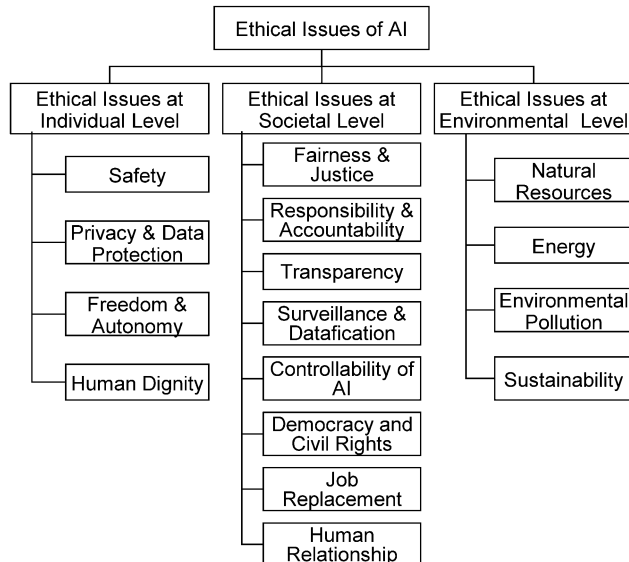 Ethical Issues of AI
Ethical Issues at
Individual Level
Safety
Privacy & Data
Protection
Freedom &
Autonomy
Human Dignity
Ethical Issues at
Societal Level
Fairness &
Justice
Responsibility &
Accountability
Transparency
Surveillance &
Datafication
Controllability of
AI
Democracy and
Civil Rights
Job
Replacement
Human
Relationship
Ethical Issues at
Environmental Level
Natural
Resources
Energy
Environmental
Pollution
Sustainability